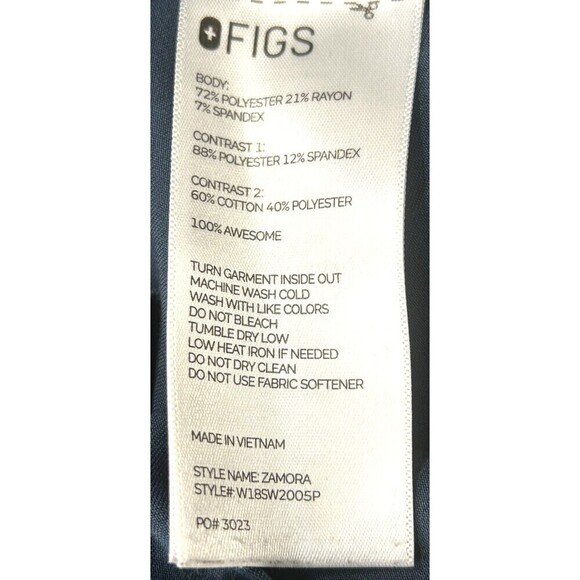 FIGS
BODY:
72% POLYESTER 21% RAYON
7% SPANDEX
CONTRAST 1:
88% POLYESTER 12% SPANDEX
CONTRAST 2:
60% COTTON 40% POLYESTER
100% AWESOME
TURN GARMENT INSIDE OUT
MACHINE WASH COLD
WASH WITH LIKE COLORS
DO NOT BLEACH
TUMBLE DRY LOW
LOW HEAT IRON IF NEEDED
DO NOT DRY CLEAN
DO NOT USE FABRIC SOFTENER
MADE IN VIETNAM
STYLE NAME: ZAMORA
STYLE#: W18SW2005P
PO# 3023